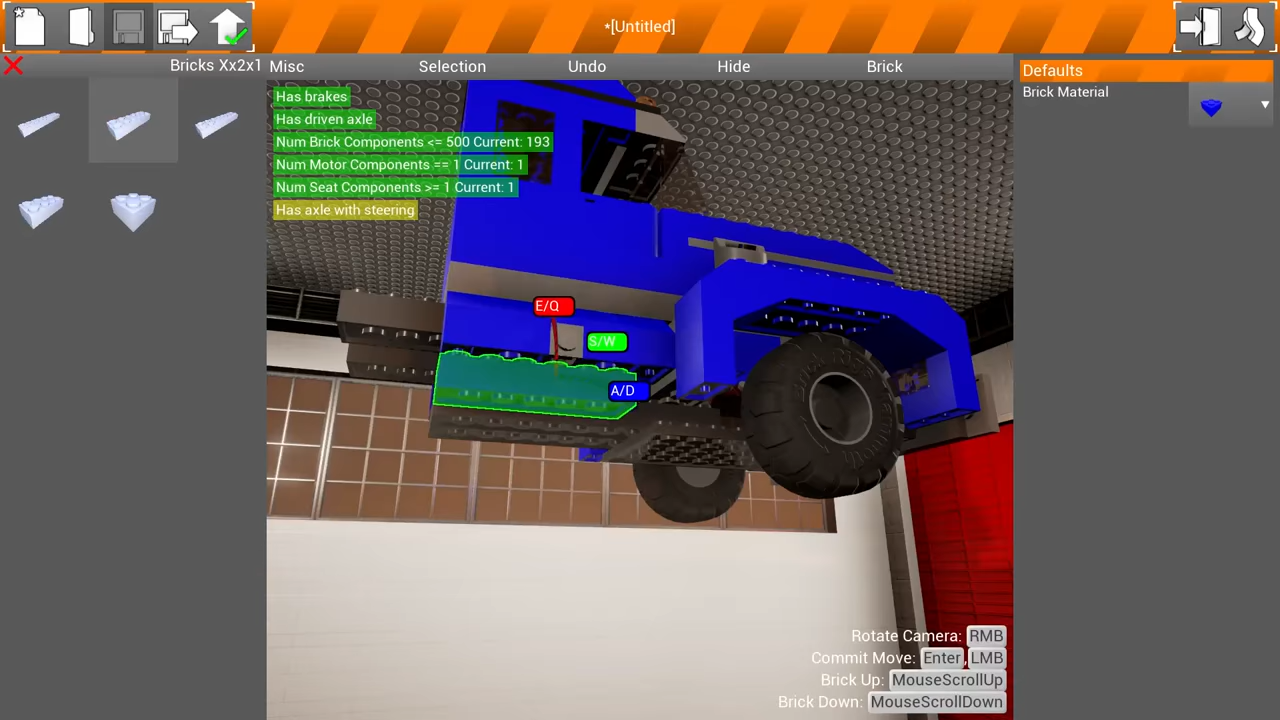 *[Untitled]
Bricks Xx2x1
Misc
Selection
Undo
Hide
Brick
Defaults
Brick Material
Has brakes
Has driven axle
Num Brick Components <= 500 Current: 193
Num Motor Components == 1 Current: 1
Num Seat Components >= 1 Current: 1
Has axle with steering
E/Q
S/W
A/D
Rotate Camera: RMB
Commit Move: Enter,LMB
Brick Up: MouseScrollUp
Brick Down: MouseScrollDown